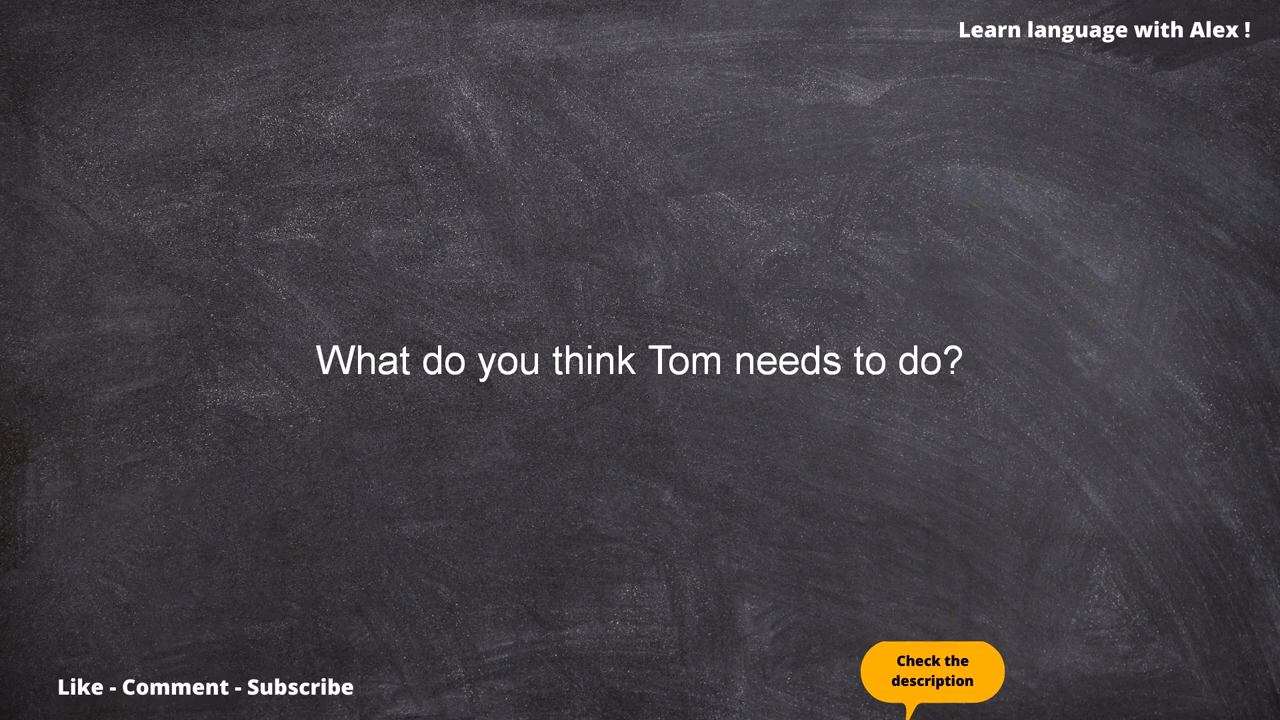 Learn language with Alex !
What do you think Tom needs to do?
Check the
description
Like - Comment - Subscribe